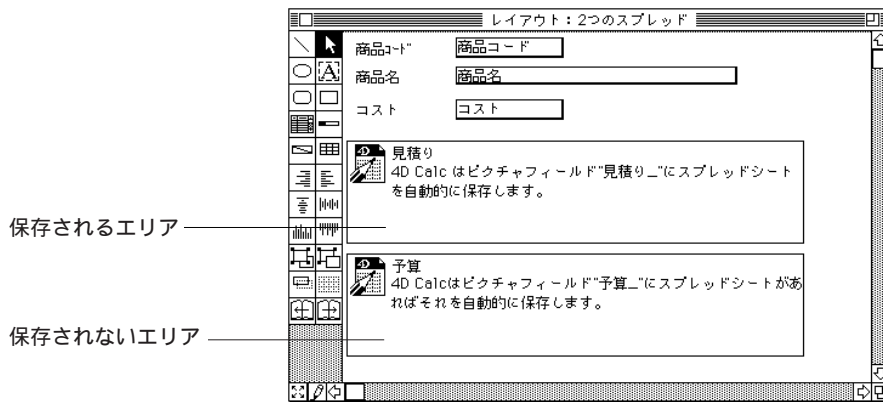 レイアウト：2つのスプレッド
商品ｺｰﾄﾞ 商品コード
商品名 商品名
コスト コスト
見積り
4D Calc はピクチャフィールド"見積り_"にスプレッドシート
を自動的に保存します。
保存されるエリア
予算
4D Calcはピクチャフィールド"予算_"にスプレッドシートがあ
ればそれを自動的に保存します。
保存されないエリア